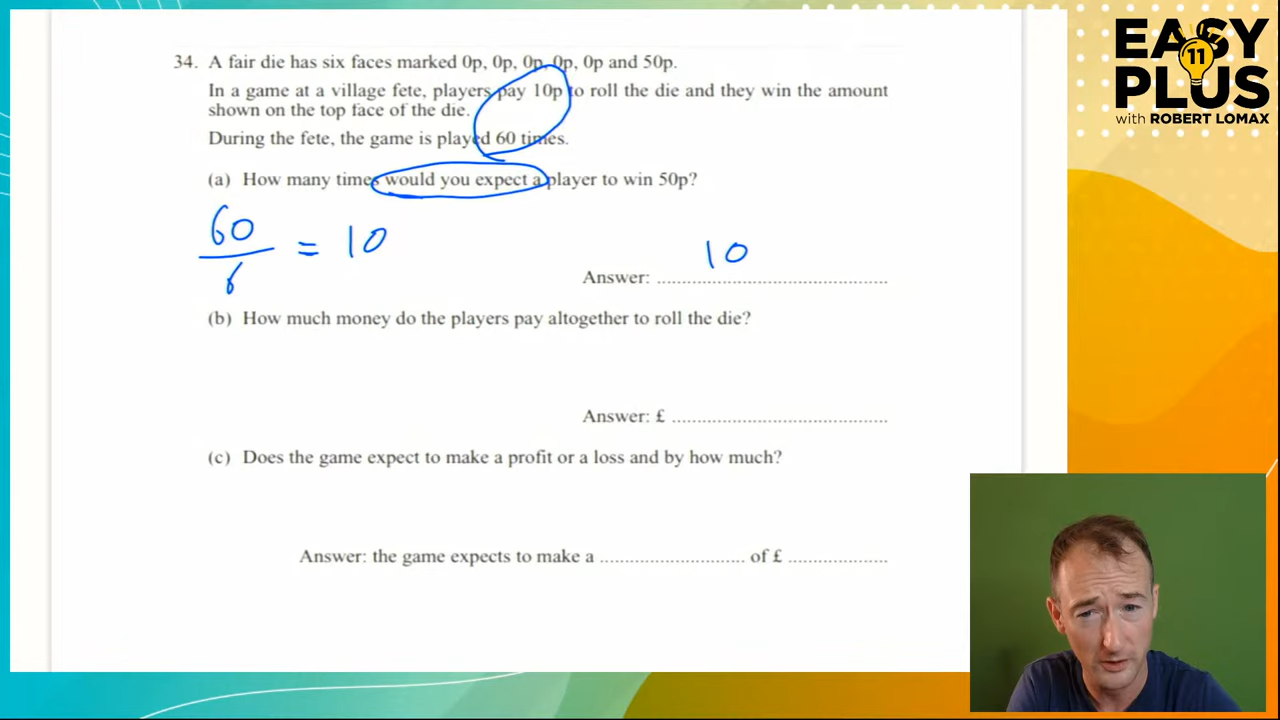 34. A fair die has six faces marked 0p, 0p, 0p, 0p, 0p and 50p.
In a game at a village fete, players pay 10p to roll the die and they win the amount
shown on the top face of the die.
During the fete, the game is played 60 times.
(a) How many times would you expect a player to win 50p?
60
6
= 10
10
Answer: ..............................................
(b) How much money do the players pay altogether to roll the die?
Answer: £ ...........................................
(c) Does the game expect to make a profit or a loss and by how much?
Answer: the game expects to make a ............................. of £ ....................
EASY
11
PLUS
with ROBERT LOMAX